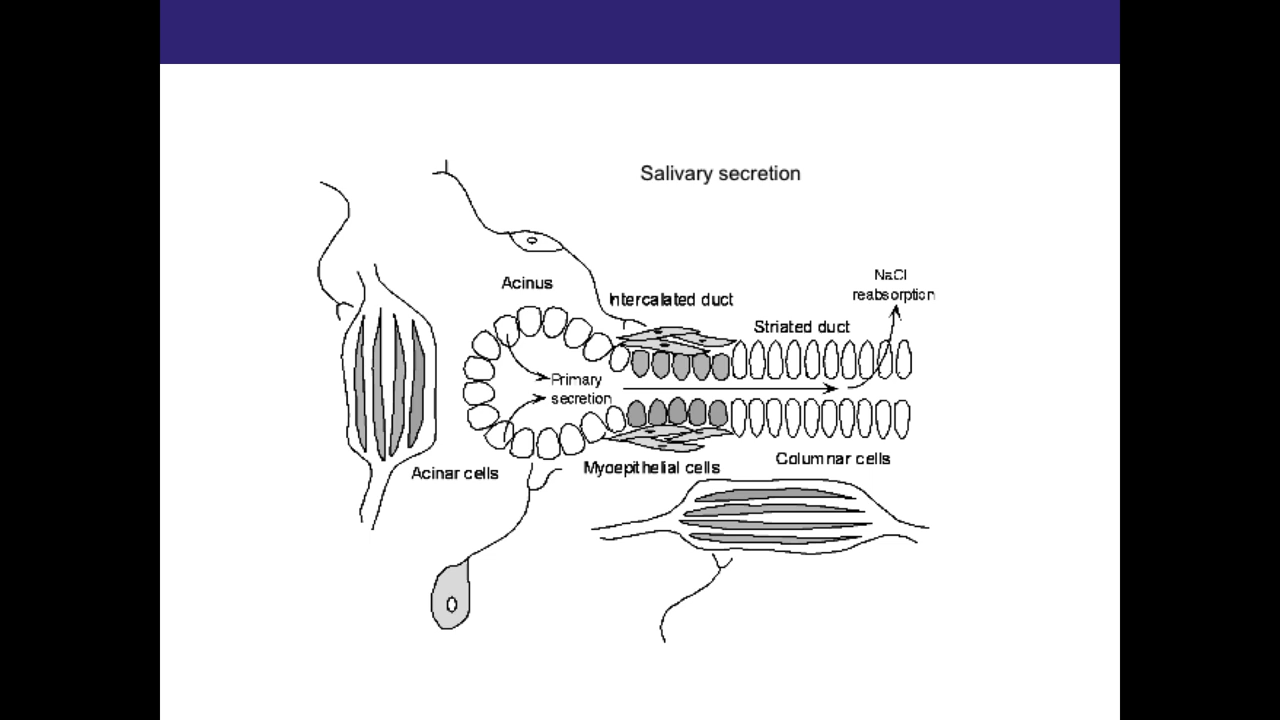 Salivary secretion
Acinus
Intercalated duct
NaCl
reabsorption
Striated duct
Primary
secretion
Acinar cells
Myoepithelial cells
Columnar cells